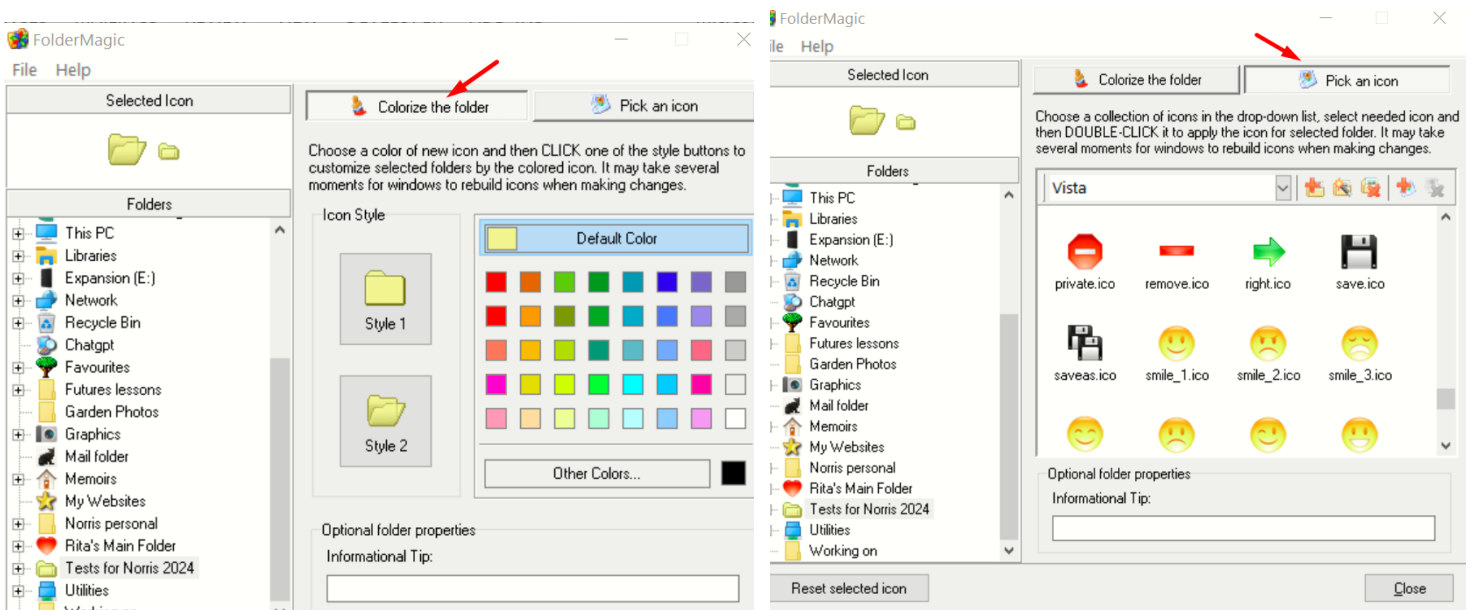 FolderMagic
File Help
Selected Icon
Folders
This PC
Libraries
Expansion (E:)
Network
Recycle Bin
Chatgpt
Favourites
Futures lessons
Garden Photos
Graphics
Mail folder
Memoirs
My Websites
Norris personal
Rita's Main Folder
Tests for Norris 2024
Utilities
Colorize the folder
Pick an icon
Choose a color of new icon and then CLICK one of the style buttons to
customize selected folders by the colored icon. It may take several
moments for windows to rebuild icons when making changes.
Icon Style
Style 1
Style 2
Default Color
Other Colors...
Optional folder properties
Informational Tip:
FolderMagic
ile Help
Selected Icon
Folders
This PC
Libraries
Expansion (E:)
Network
Recycle Bin
Chatgpt
Favourites
Futures lessons
Garden Photos
Graphics
Mail folder
Memoirs
My Websites
Norris personal
Rita's Main Folder
Tests for Norris 2024
Utilities
Working on
Reset selected icon
Colorize the folder
Pick an icon
Choose a collection of icons in the drop-down list, select needed icon and
then DOUBLE-CLICK it to apply the icon for selected folder. It may take
several moments for windows to rebuild icons when making changes.
Vista
private.ico remove.ico right.ico save.ico
saveas.ico smile_1.ico smile_2.ico smile_3.ico
Optional folder properties
Informational Tip:
Close